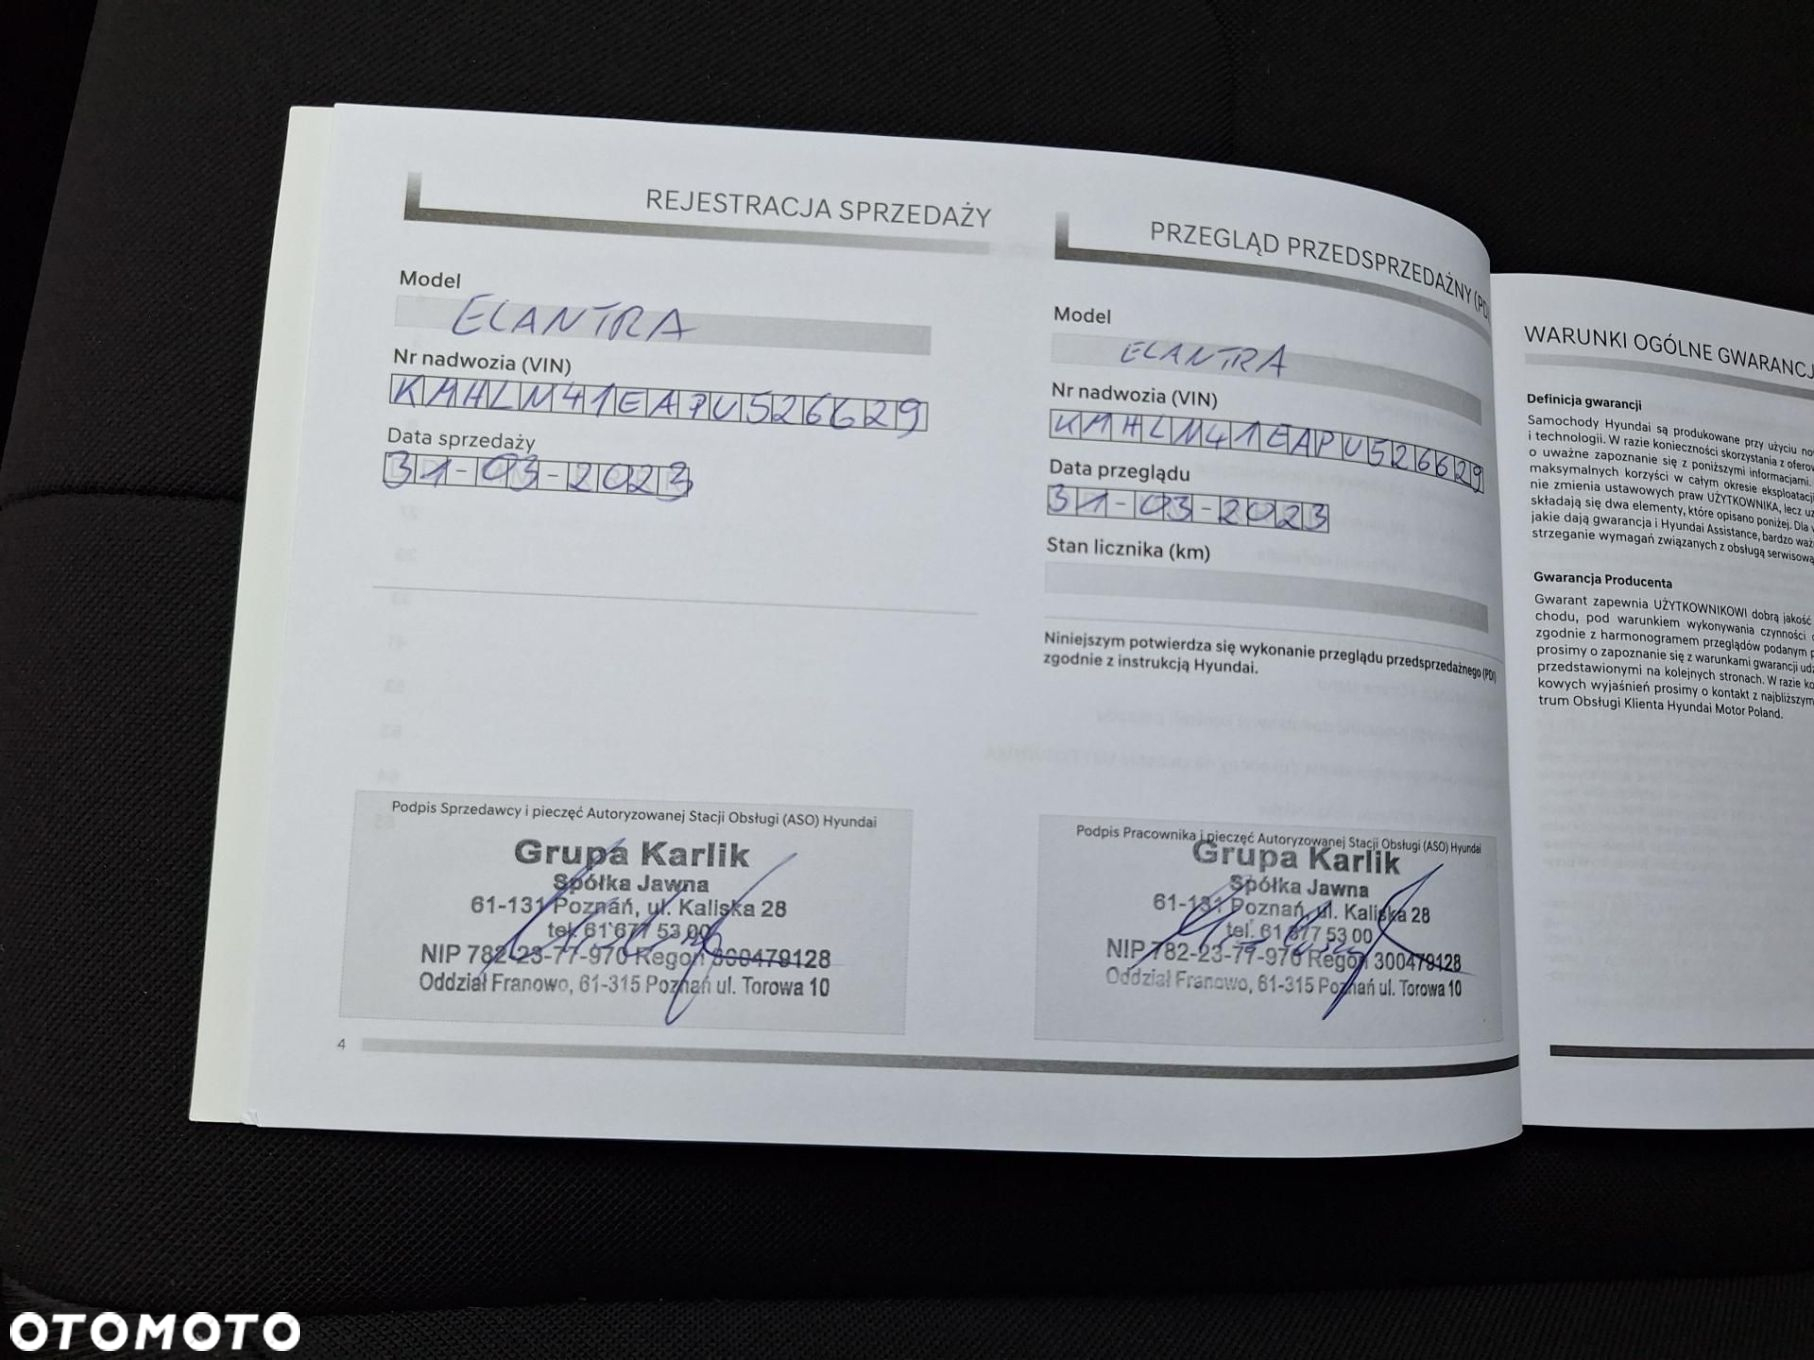 REJESTRACJA SPRZEDAŻY
Model
ELANTRA
Nr nadwozia (VIN)
KMHLM41EAPU526629
Data sprzedaży
31-03-2023
Podpis Sprzedawcy i pieczęć Autoryzowanej Stacji Obsługi (ASO) Hyundai
Grupa Karlik
Spółka Jawna
61-131 Poznań, ul. Kaliska 28
tel. 61 677 53 00
NIP 782-23-77-970 Regon 300479128
Oddział Franowo, 61-315 Poznań ul. Torowa 10
4
PRZEGLĄD PRZEDSPRZEDAŻNY (PDI
Model
ELANTRA
Nr nadwozia (VIN)
KMHLM41EAPU526629
Data przeglądu
31-03-2023
Stan licznika (km)
Niniejszym potwierdza się wykonanie przeglądu przedsprzedażnego (PDI)
zgodnie z instrukcją Hyundai.
Podpis Pracownika i pieczęć Autoryzowanej Stacji Obsługi (ASO) Hyundai
Grupa Karlik
Spółka Jawna
61-131 Poznań, ul. Kaliska 28
tel. 61 677 53 00
NIP 782-23-77-970 Regon 300479128
Oddział Franowo, 61-315 Poznań ul. Torowa 10
WARUNKI OGÓLNE GWARANCJ
Definicja gwarancji
Samochody Hyundai są produkowane przy użyciu
i technologii. W razie konieczności skorzystania z
o uważne zapoznanie się z poniższymi informacjami.
maksymalnych korzyści w całym okresie eksploatacji
nie zmienia ustawowych praw UŻYTKOWNIKA, lecz
składają się dwa elementy, które opisano poniżej. Dla
jakie dają gwarancja i Hyundai Assistance, bardzo
strzeganie wymagań związanych z obsługą
Gwarancja Producenta
Gwarant zapewnia UŻYTKOWNIKOWI dobrą jakość
chodu, pod warunkiem wykonywania czynności
zgodnie z harmonogramem przeglądów podanym
prosimy o zapoznanie się z warunkami gwarancji
przedstawionymi na kolejnych stronach. W razie
kowych wyjaśnień prosimy o kontakt z najbliższym
trum Obsługi Klienta Hyundai Motor Poland.
OTOMOTO